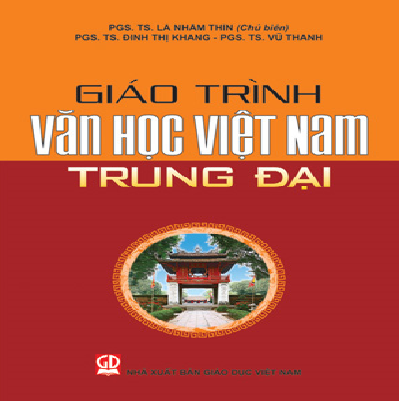 PGS. TS. LÃ NHÂM THÌN (Chủ biên)
PGS. TS. ĐINH THỊ KHANG - PGS. TS. VŨ THANH
GIÁO TRÌNH
VĂN HỌC VIỆT NAM
TRUNG ĐẠI
GD
NHÀ XUẤT BẢN GIÁO DỤC VIỆT NAM